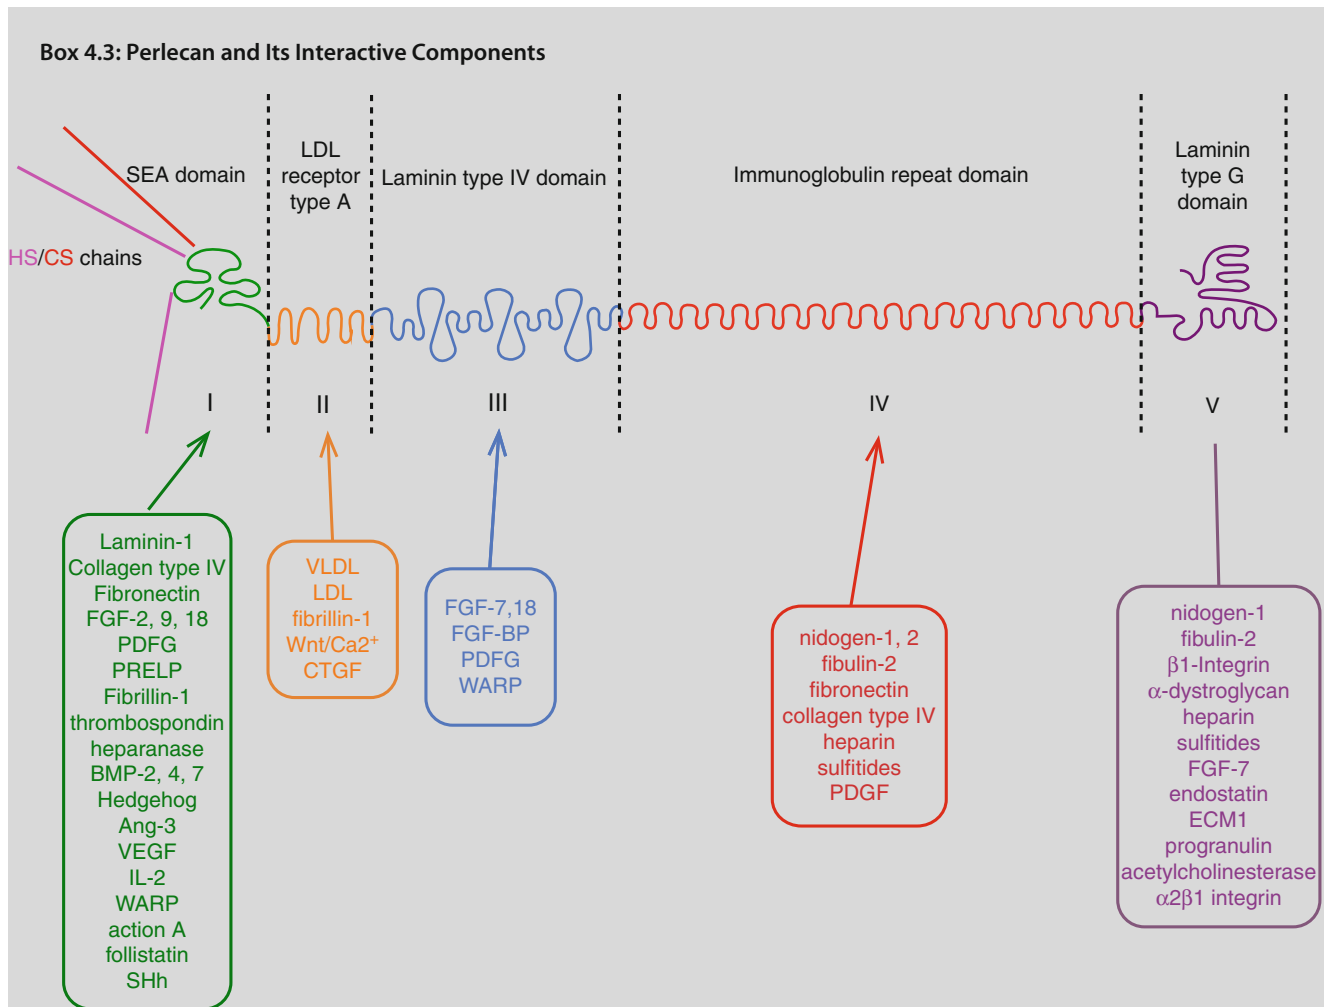 Box 4.3: Perlecan and Its Interactive Components
SEA domain
LDL
receptor
type A
Laminin type IV domain
Immunoglobulin repeat domain
Laminin
type G
domain
HS/CS chains
I
II
III
IV
V
Laminin-1
Collagen type IV
Fibronectin
FGF-2, 9, 18
PDFG
PRELP
Fibrillin-1
thrombospondin
heparanase
BMP-2, 4, 7
Hedgehog
Ang-3
VEGF
IL-2
WARP
action A
follistatin
SHh
VLDL
LDL
fibrillin-1
Wnt/Ca2⁺
CTGF
FGF-7,18
FGF-BP
PDFG
WARP
nidogen-1, 2
fibulin-2
fibronectin
collagen type IV
heparin
sulfitides
PDGF
nidogen-1
fibulin-2
β1-Integrin
α-dystroglycan
heparin
sulfitides
FGF-7
endostatin
ECM1
progranulin
acetylcholinesterase
α2β1 integrin